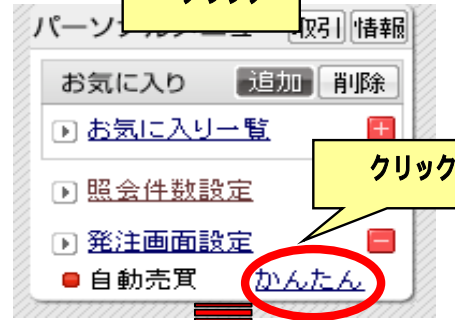 パーソナルメニュー 取引 情報
お気に入り 追加 削除
お気に入り一覧
クリック
照会件数設定
発注画面設定
自動売買 かんたん